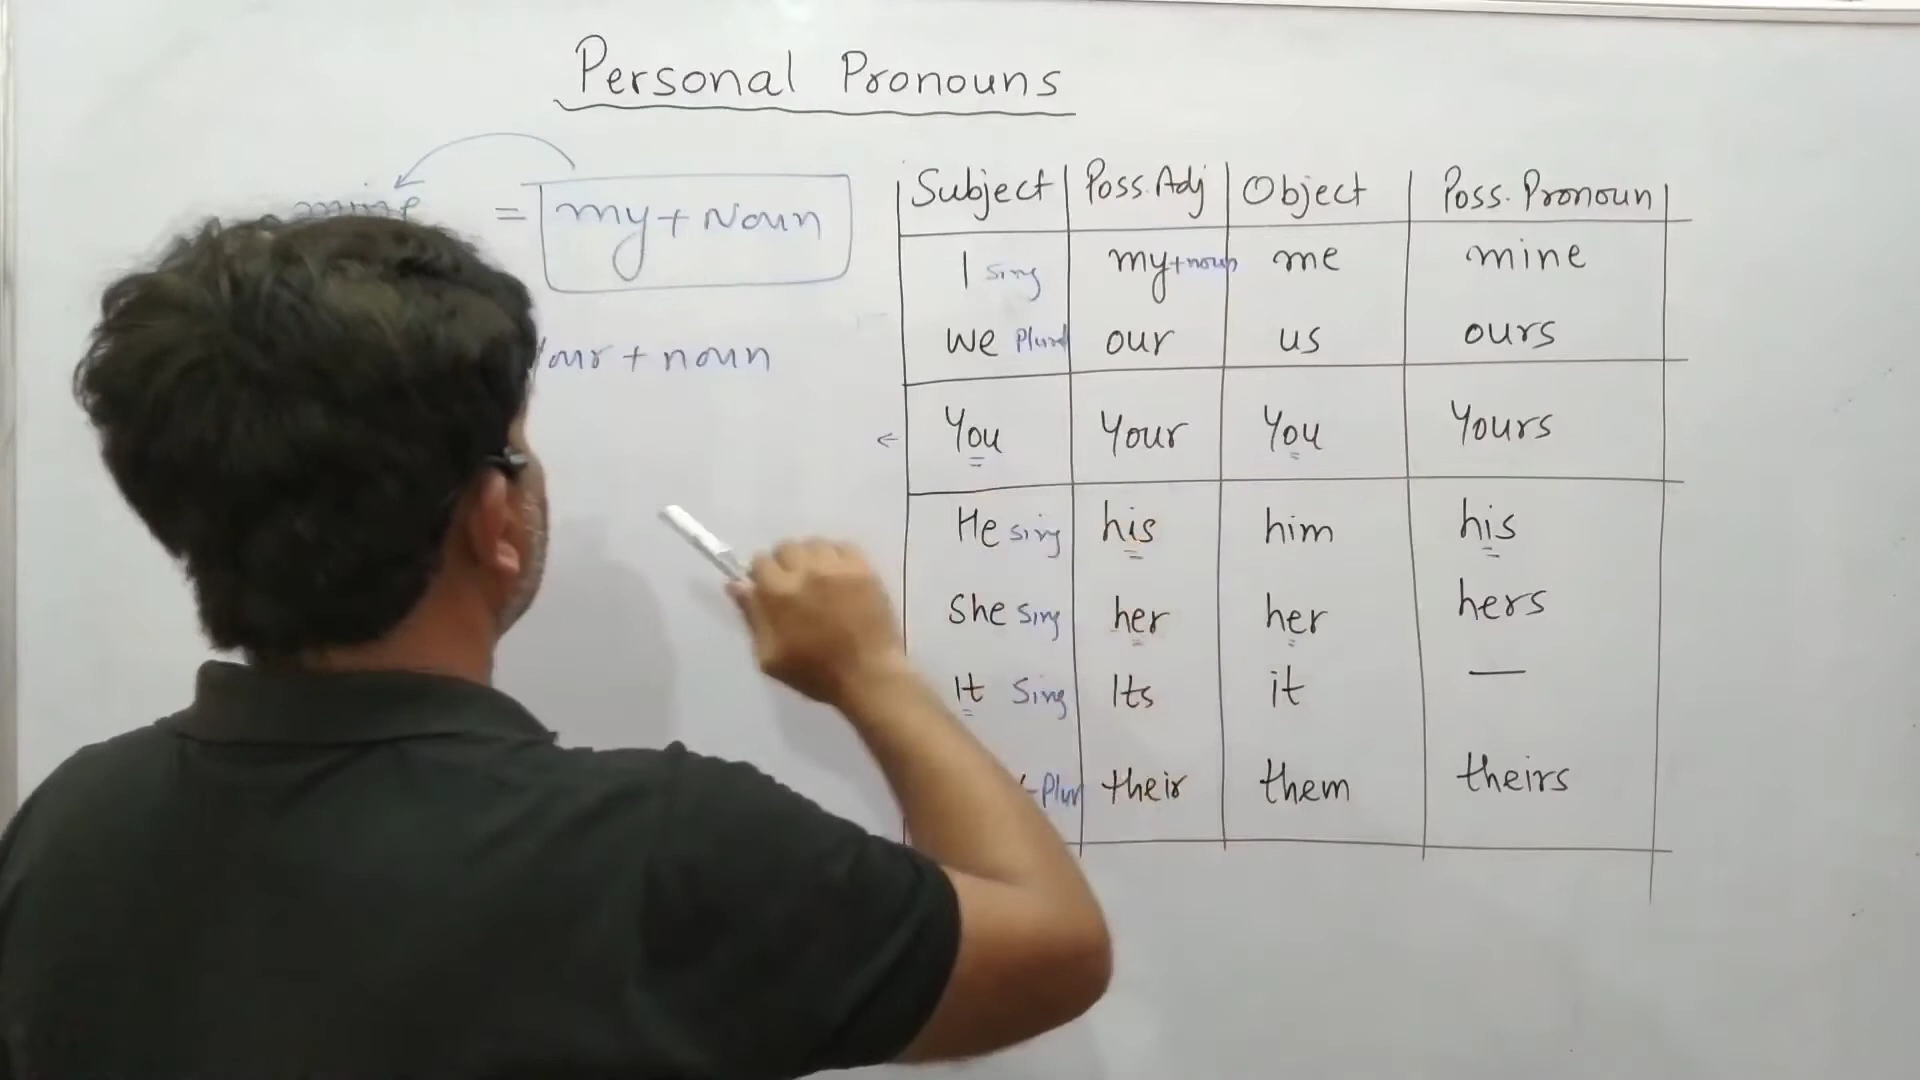 Personal Pronouns
mine = my + Noun
your + noun
Subject Poss. Adj Object Poss. Pronoun
I sing my+noun me mine
we Plural our us ours
You Your You Yours
He sing his him his
She Sing her her hers
It Sing Its it —
-Plur their them theirs